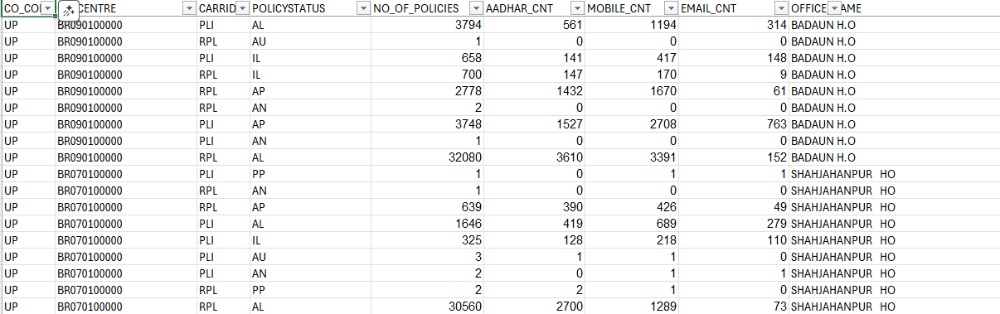 CO_CO CENTRE CARRID POLICYSTATUS NO_OF_POLICIES AADHAR_CNT MOBILE_CNT EMAIL_CNT OFFICE AME
UP BR090100000 PLI AL 3794 561 1194 314 BADAUN H.O
UP BR090100000 RPL AU 1 0 0 0 BADAUN H.O
UP BR090100000 PLI IL 658 141 417 148 BADAUN H.O
UP BR090100000 RPL IL 700 147 170 9 BADAUN H.O
UP BR090100000 RPL AP 2778 1432 1670 61 BADAUN H.O
UP BR090100000 RPL AN 2 0 0 0 BADAUN H.O
UP BR090100000 PLI AP 3748 1527 2708 763 BADAUN H.O
UP BR090100000 PLI AN 1 0 0 0 BADAUN H.O
UP BR090100000 RPL AL 32080 3610 3391 152 BADAUN H.O
UP BR070100000 PLI PP 1 0 1 1 SHAHJAHANPUR HO
UP BR070100000 RPL AN 1 0 0 0 SHAHJAHANPUR HO
UP BR070100000 RPL AP 639 390 426 49 SHAHJAHANPUR HO
UP BR070100000 PLI AL 1646 419 689 279 SHAHJAHANPUR HO
UP BR070100000 PLI IL 325 128 218 110 SHAHJAHANPUR HO
UP BR070100000 PLI AU 3 1 1 0 SHAHJAHANPUR HO
UP BR070100000 PLI AN 2 0 1 1 SHAHJAHANPUR HO
UP BR070100000 RPL PP 2 2 1 0 SHAHJAHANPUR HO
UP BR070100000 RPL AL 30560 2700 1289 73 SHAHJAHANPUR HO